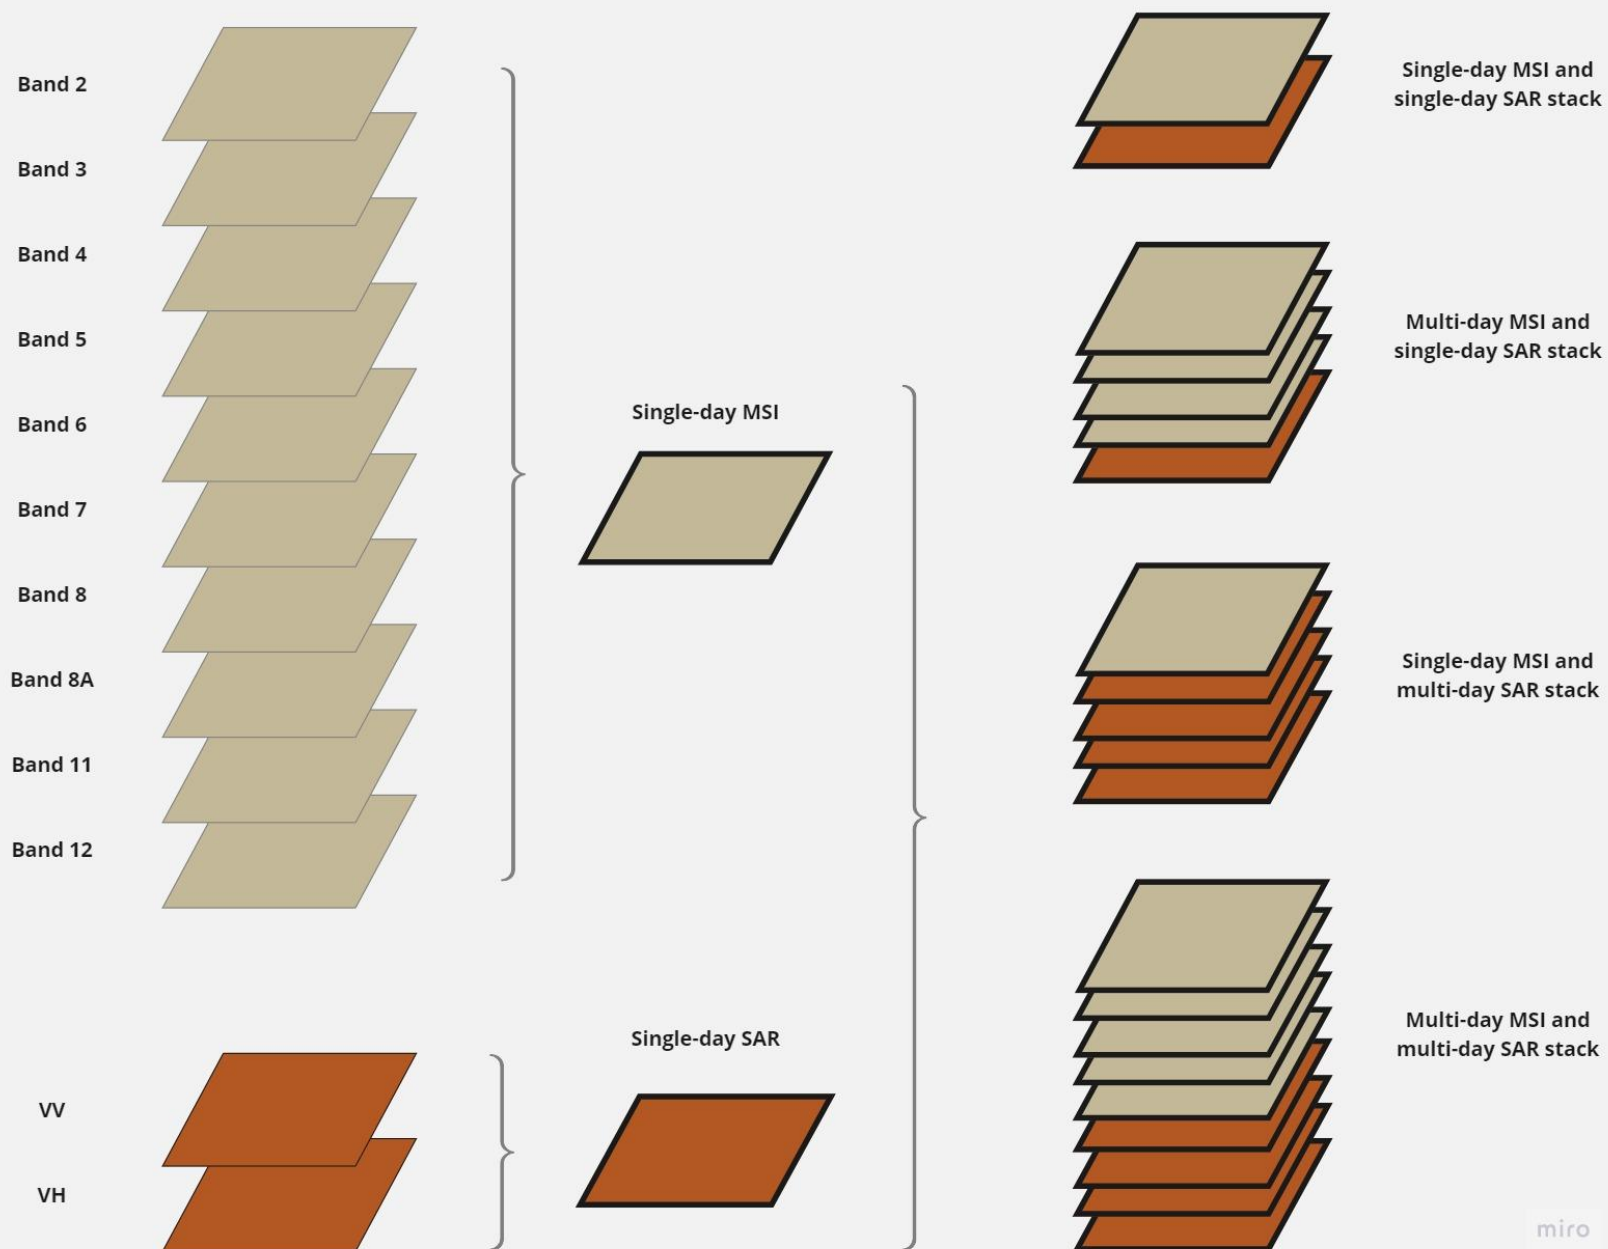 Band 2
Band 3
Band 4
Band 5
Band 6
Band 7
Band 8
Band 8A
Band 11
Band 12
VV
VH
Single-day MSI
Single-day SAR
Single-day MSI and
single-day SAR stack
Multi-day MSI and
single-day SAR stack
Single-day MSI and
multi-day SAR stack
Multi-day MSI and
multi-day SAR stack
miro